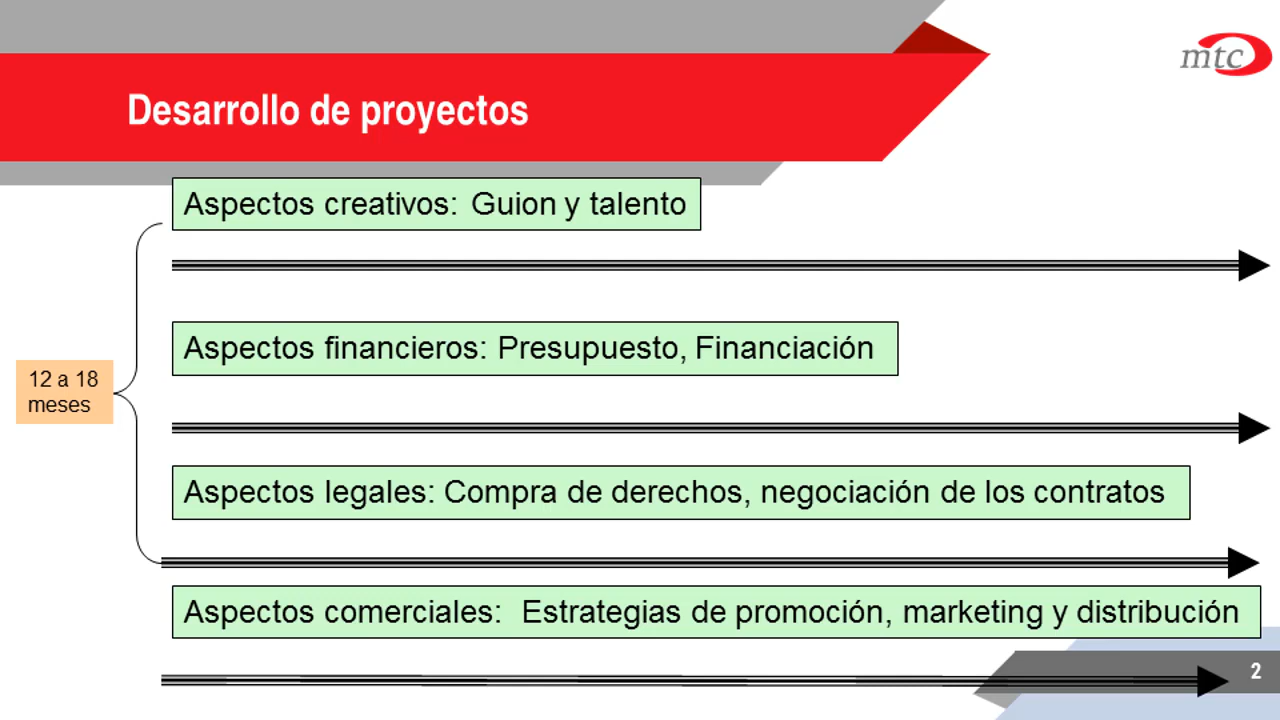 mtc
Desarrollo de proyectos
Aspectos creativos: Guion y talento
Aspectos financieros: Presupuesto, Financiación
12 a 18
meses
Aspectos legales: Compra de derechos, negociación de los contratos
Aspectos comerciales: Estrategias de promoción, marketing y distribución
2